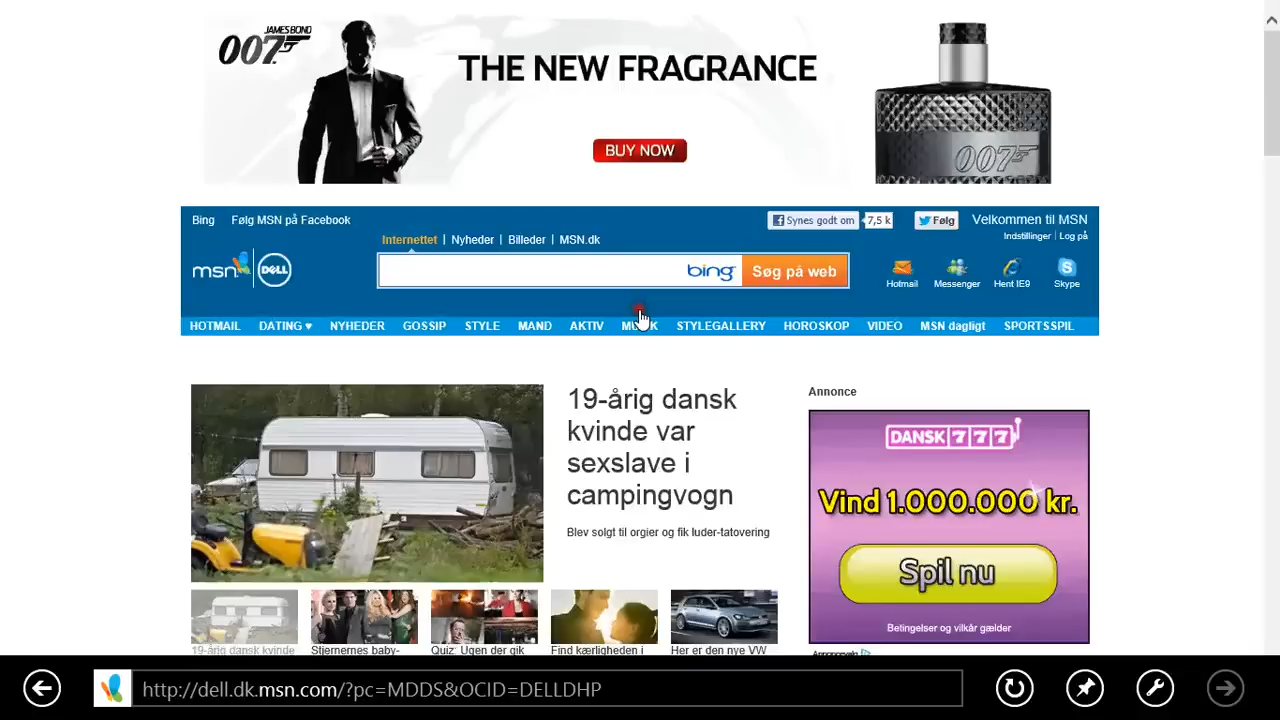 JAMES BOND
007
THE NEW FRAGRANCE
BUY NOW
007
Bing Følg MSN på Facebook
Synes godt om 7,5 k Følg Velkommen til MSN
Indstillinger | Log på
Internettet | Nyheder | Billeder | MSN.dk
msn DELL
bing Søg på web
Hotmail Messenger Hent IE9 Skype
HOTMAIL DATING ♥ NYHEDER GOSSIP STYLE MAND AKTIV STYLEGALLERY HOROSKOP VIDEO MSN dagligt SPORTSSPIL
19-årig dansk
kvinde var
sexslave i
campingvogn
Blev solgt til orgier og fik luder-tatovering
Annonce
DANSK 777
Vind 1.000.000 kr.
Spil nu
Betingelser og vilkår gælder
19-årig dansk kvinde Stjernernes baby- Quiz: Ugen der gik Find kærligheden i Her er den nye VW
http://dell.dk.msn.com/?pc=MDDS&OCID=DELLDHP